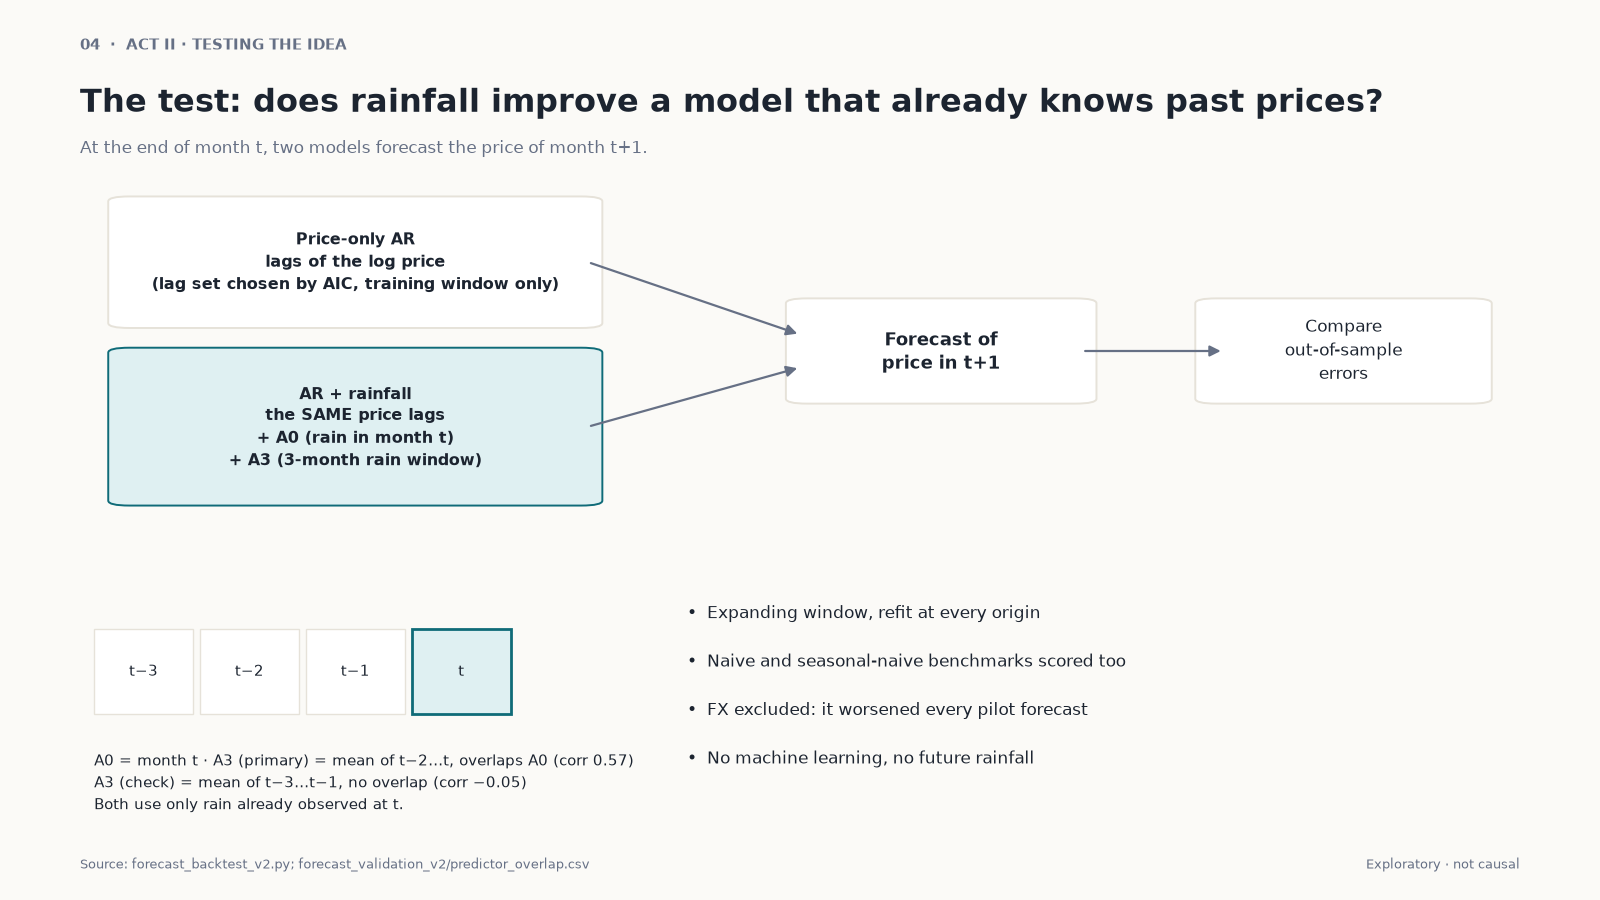 04 · ACT II · TESTING THE IDEA
The test: does rainfall improve a model that already knows past prices?
At the end of month t, two models forecast the price of month t+1.
Price-only AR
lags of the log price
(lag set chosen by AIC, training window only)
AR + rainfall
the SAME price lags
+ A0 (rain in month t)
+ A3 (3-month rain window)
Forecast of
price in t+1
Compare
out-of-sample
errors
t−3
t−2
t−1
t
A0 = month t · A3 (primary) = mean of t−2…t, overlaps A0 (corr 0.57)
A3 (check) = mean of t−3…t−1, no overlap (corr −0.05)
Both use only rain already observed at t.
• Expanding window, refit at every origin
• Naive and seasonal-naive benchmarks scored too
• FX excluded: it worsened every pilot forecast
• No machine learning, no future rainfall
Source: forecast_backtest_v2.py; forecast_validation_v2/predictor_overlap.csv
Exploratory · not causal